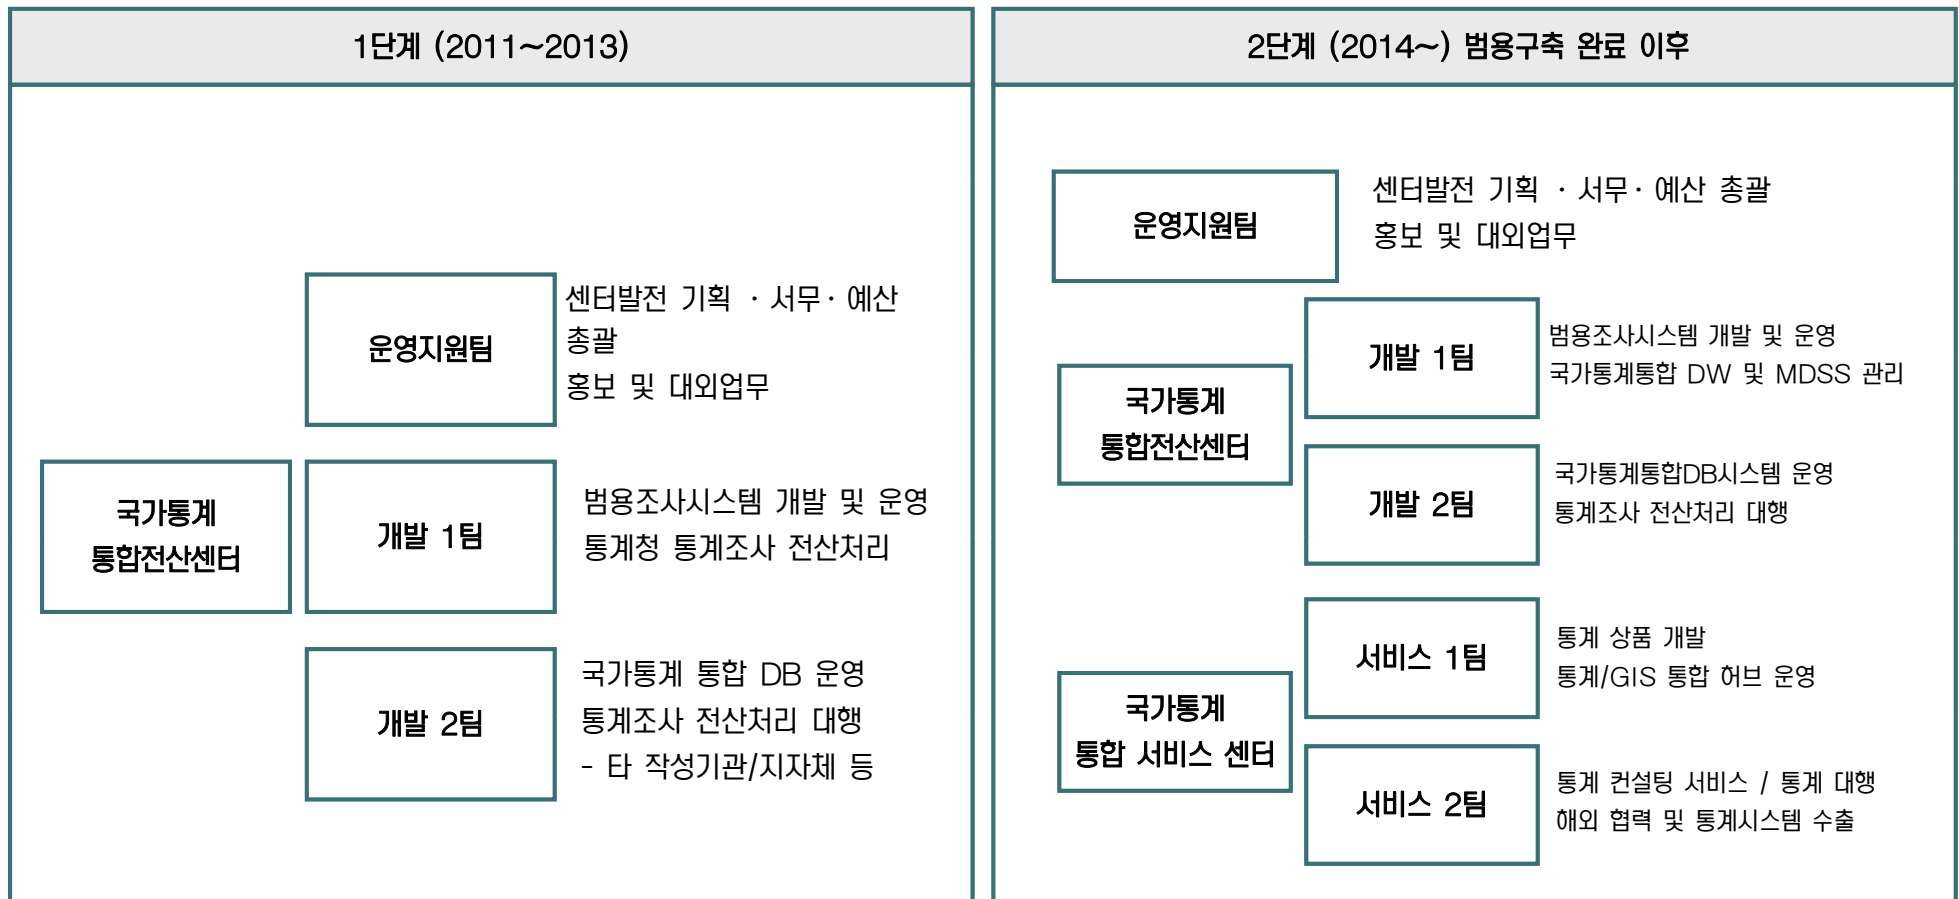 1단계 (2011~2013)
운영지원팀
센터발전 기획 · 서무· 예산
총괄
홍보 및 대외업무
국가통계
통합전산센터
개발 1팀
범용조사시스템 개발 및 운영
통계청 통계조사 전산처리
개발 2팀
국가통계 통합 DB 운영
통계조사 전산처리 대행
- 타 작성기관/지자체 등
2단계 (2014~) 범용구축 완료 이후
운영지원팀
센터발전 기획 · 서무· 예산 총괄
홍보 및 대외업무
국가통계
통합전산센터
개발 1팀
범용조사시스템 개발 및 운영
국가통계통합 DW 및 MDSS 관리
개발 2팀
국가통계통합DB시스템 운영
통계조사 전산처리 대행
국가통계
통합 서비스 센터
서비스 1팀
통계 상품 개발
통계/GIS 통합 허브 운영
서비스 2팀
통계 컨설팅 서비스 / 통계 대행
해외 협력 및 통계시스템 수출